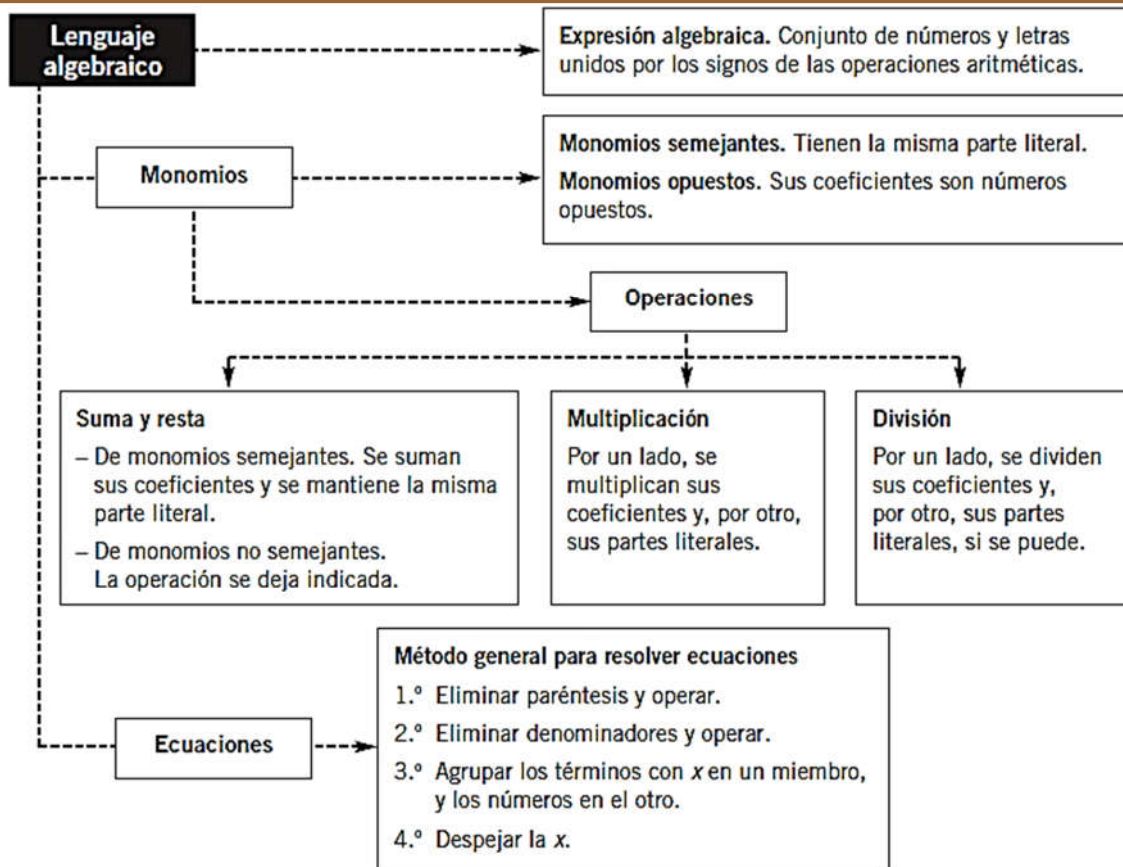 Lenguaje
algebraico
Expresión algebraica. Conjunto de números y letras
unidos por los signos de las operaciones aritméticas.
Monomios
Monomios semejantes. Tienen la misma parte literal.
Monomios opuestos. Sus coeficientes son números
opuestos.
Operaciones
Suma y resta
– De monomios semejantes. Se suman
sus coeficientes y se mantiene la misma
parte literal.
– De monomios no semejantes.
La operación se deja indicada.
Multiplicación
Por un lado, se
multiplican sus
coeficientes y, por otro,
sus partes literales.
División
Por un lado, se dividen
sus coeficientes y,
por otro, sus partes
literales, si se puede.
Ecuaciones
Método general para resolver ecuaciones
1.º Eliminar paréntesis y operar.
2.º Eliminar denominadores y operar.
3.º Agrupar los términos con x en un miembro,
y los números en el otro.
4.º Despejar la x.